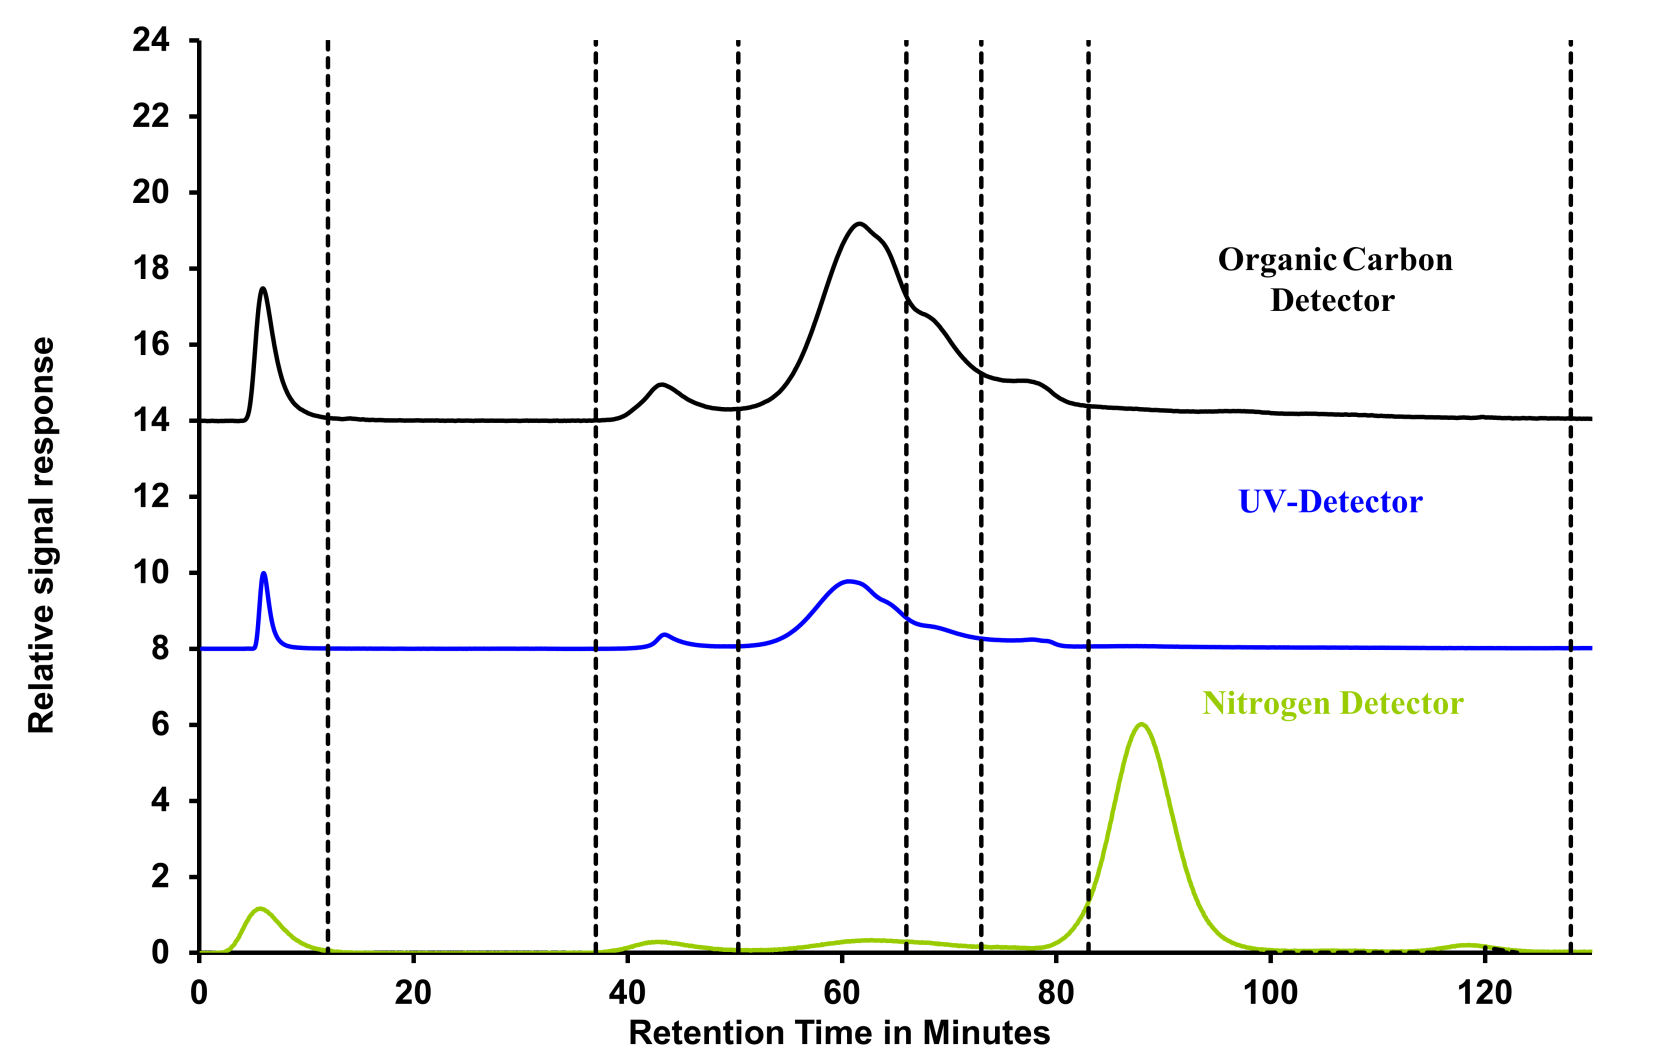 24
22
20
18
16
14
12
10
8
6
4
2
0
Relative signal response
Organic Carbon
Detector
UV-Detector
Nitrogen Detector
0 20 40 60 80 100 120
Retention Time in Minutes